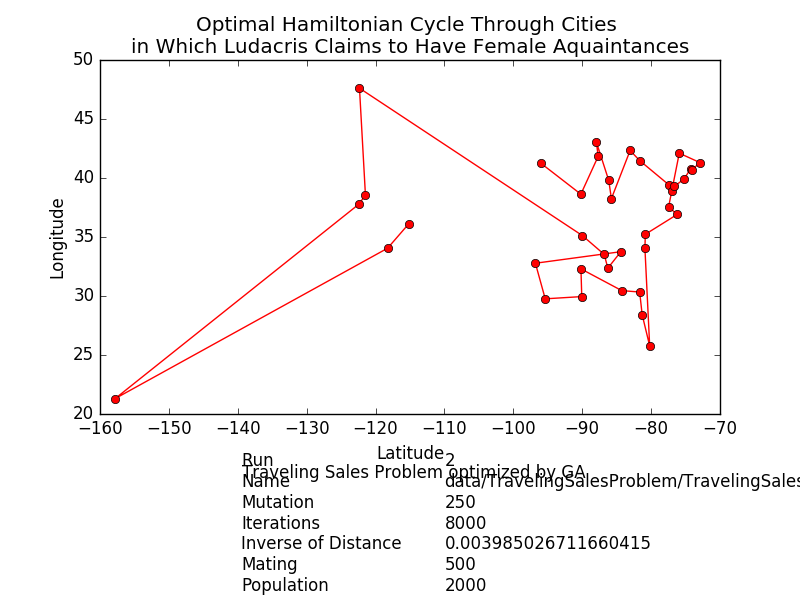 Optimal Hamiltonian Cycle Through Cities
in Which Ludacris Claims to Have Female Aquaintances
50
45
40
35
30
25
20
Longitude
−160 −150 −140 −130 −120 −110 −100 −90 −80 −70
Latitude
Run 2
Traveling Sales Problem optimized by GA
Name data/TravelingSalesProblem/TravelingSales
Mutation 250
Iterations 8000
Inverse of Distance 0.003985026711660415
Mating 500
Population 2000